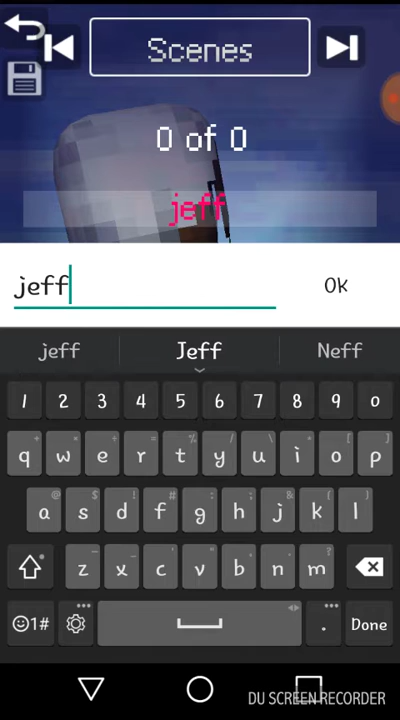 Scenes
0 of 0
jeff
jeff Ok
jeff Jeff Neff
1 2 3 4 5 6 7 8 9 0
q w e r t y u i o p
a s d f g h j k l
z x c v b n m
☺1# . Done
DU SCREEN RECORDER